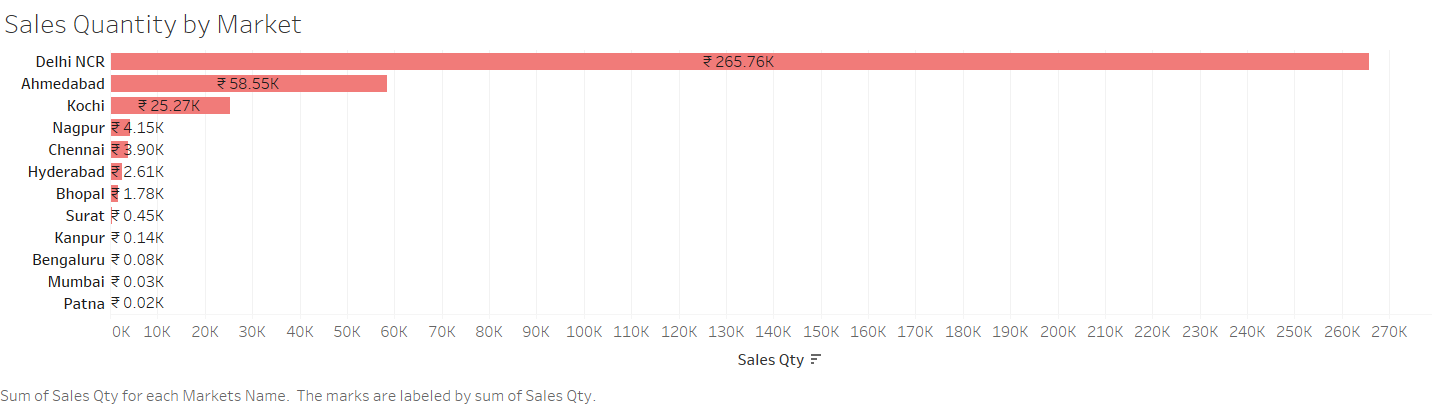 Sales Quantity by Market
Delhi NCR ₹ 265.76K
Ahmedabad ₹ 58.55K
Kochi ₹ 25.27K
Nagpur ₹ 4.15K
Chennai ₹ 3.90K
Hyderabad ₹ 2.61K
Bhopal ₹ 1.78K
Surat ₹ 0.45K
Kanpur ₹ 0.14K
Bengaluru ₹ 0.08K
Mumbai ₹ 0.03K
Patna ₹ 0.02K
0K 10K 20K 30K 40K 50K 60K 70K 80K 90K 100K 110K 120K 130K 140K 150K 160K 170K 180K 190K 200K 210K 220K 230K 240K 250K 260K 270K
Sales Qty
Sum of Sales Qty for each Markets Name. The marks are labeled by sum of Sales Qty.